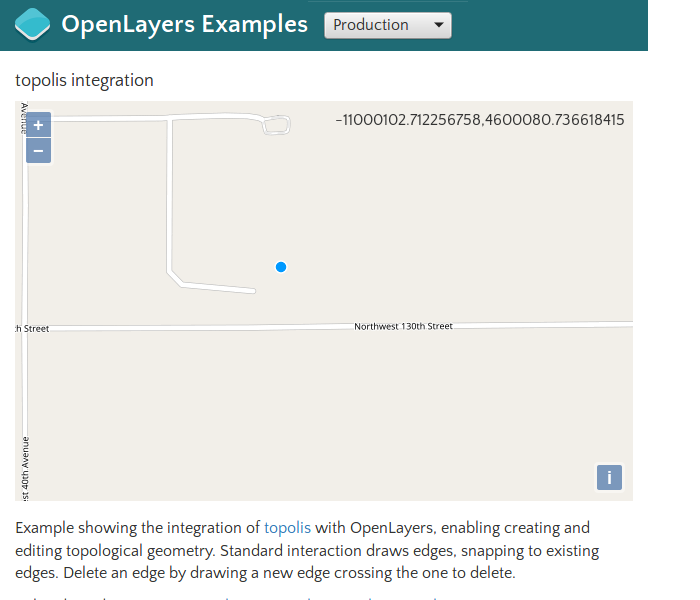 OpenLayers Examples
Production
topolis integration
Avenue
+
−
-11000102.712256758,4600080.736618415
h Street
Northwest 130th Street
st 40th Avenue
i
Example showing the integration of topolis with OpenLayers, enabling creating and
editing topological geometry. Standard interaction draws edges, snapping to existing
edges. Delete an edge by drawing a new edge crossing the one to delete.